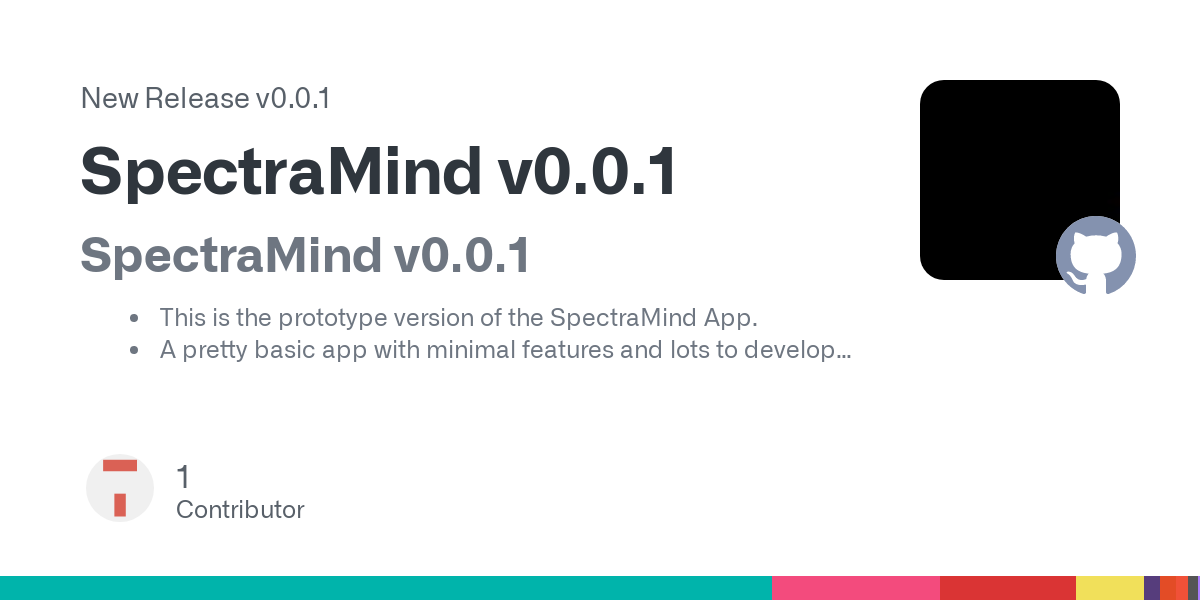 New Release v0.0.1
SpectraMind v0.0.1
SpectraMind v0.0.1
• This is the prototype version of the SpectraMind App.
• A pretty basic app with minimal features and lots to develop...
1
Contributor